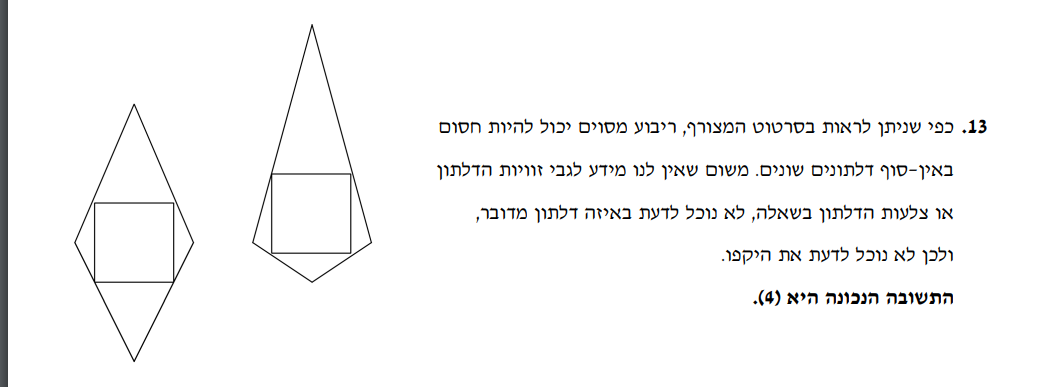 13. כפי שניתן לראות בסרטוט המצורף, ריבוע מסוים יכול להיות חסום
באין-סוף דלתונים שונים. משום שאין לנו מידע לגבי זוויות הדלתון
או צלעות הדלתון בשאלה, לא נוכל לדעת באיזה דלתון מדובר,
ולכן לא נוכל לדעת את היקפו.
התשובה הנכונה היא (4).